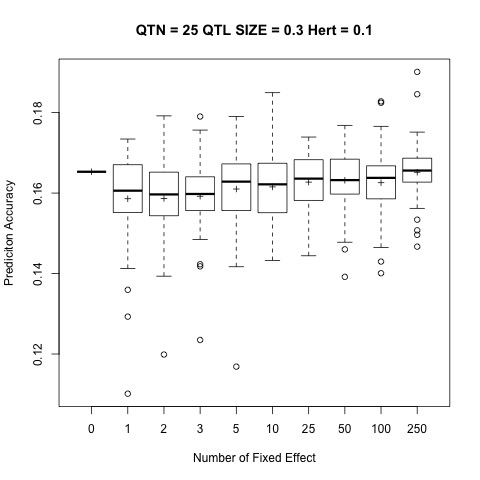 QTN = 25 QTL SIZE = 0.3 Hert = 0.1
Prediciton Accuracy
0.18
0.16
0.14
0.12
0 1 2 3 5 10 25 50 100 250
Number of Fixed Effect